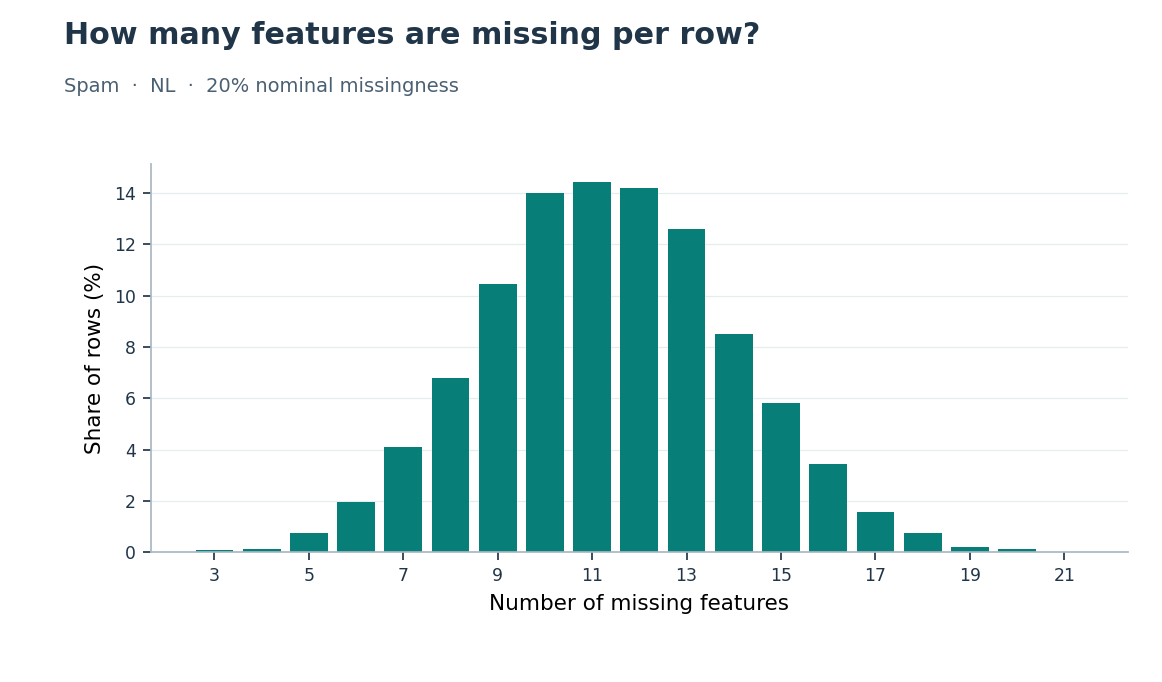 How many features are missing per row?
Spam · NL · 20% nominal missingness
14
12
10
8
6
4
2
0
Share of rows (%)
3 5 7 9 11 13 15 17 19 21
Number of missing features